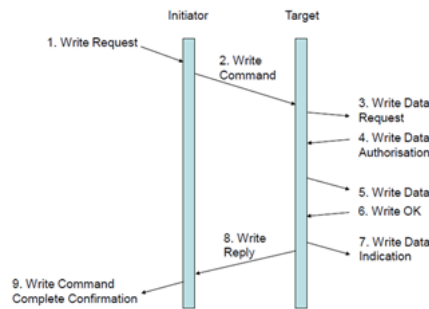 Initiator
Target
1. Write Request
2. Write
Command
3. Write Data
Request
4. Write Data
Authorisation
5. Write Data
6. Write OK
7. Write Data
Indication
8. Write
Reply
9. Write Command
Complete Confirmation